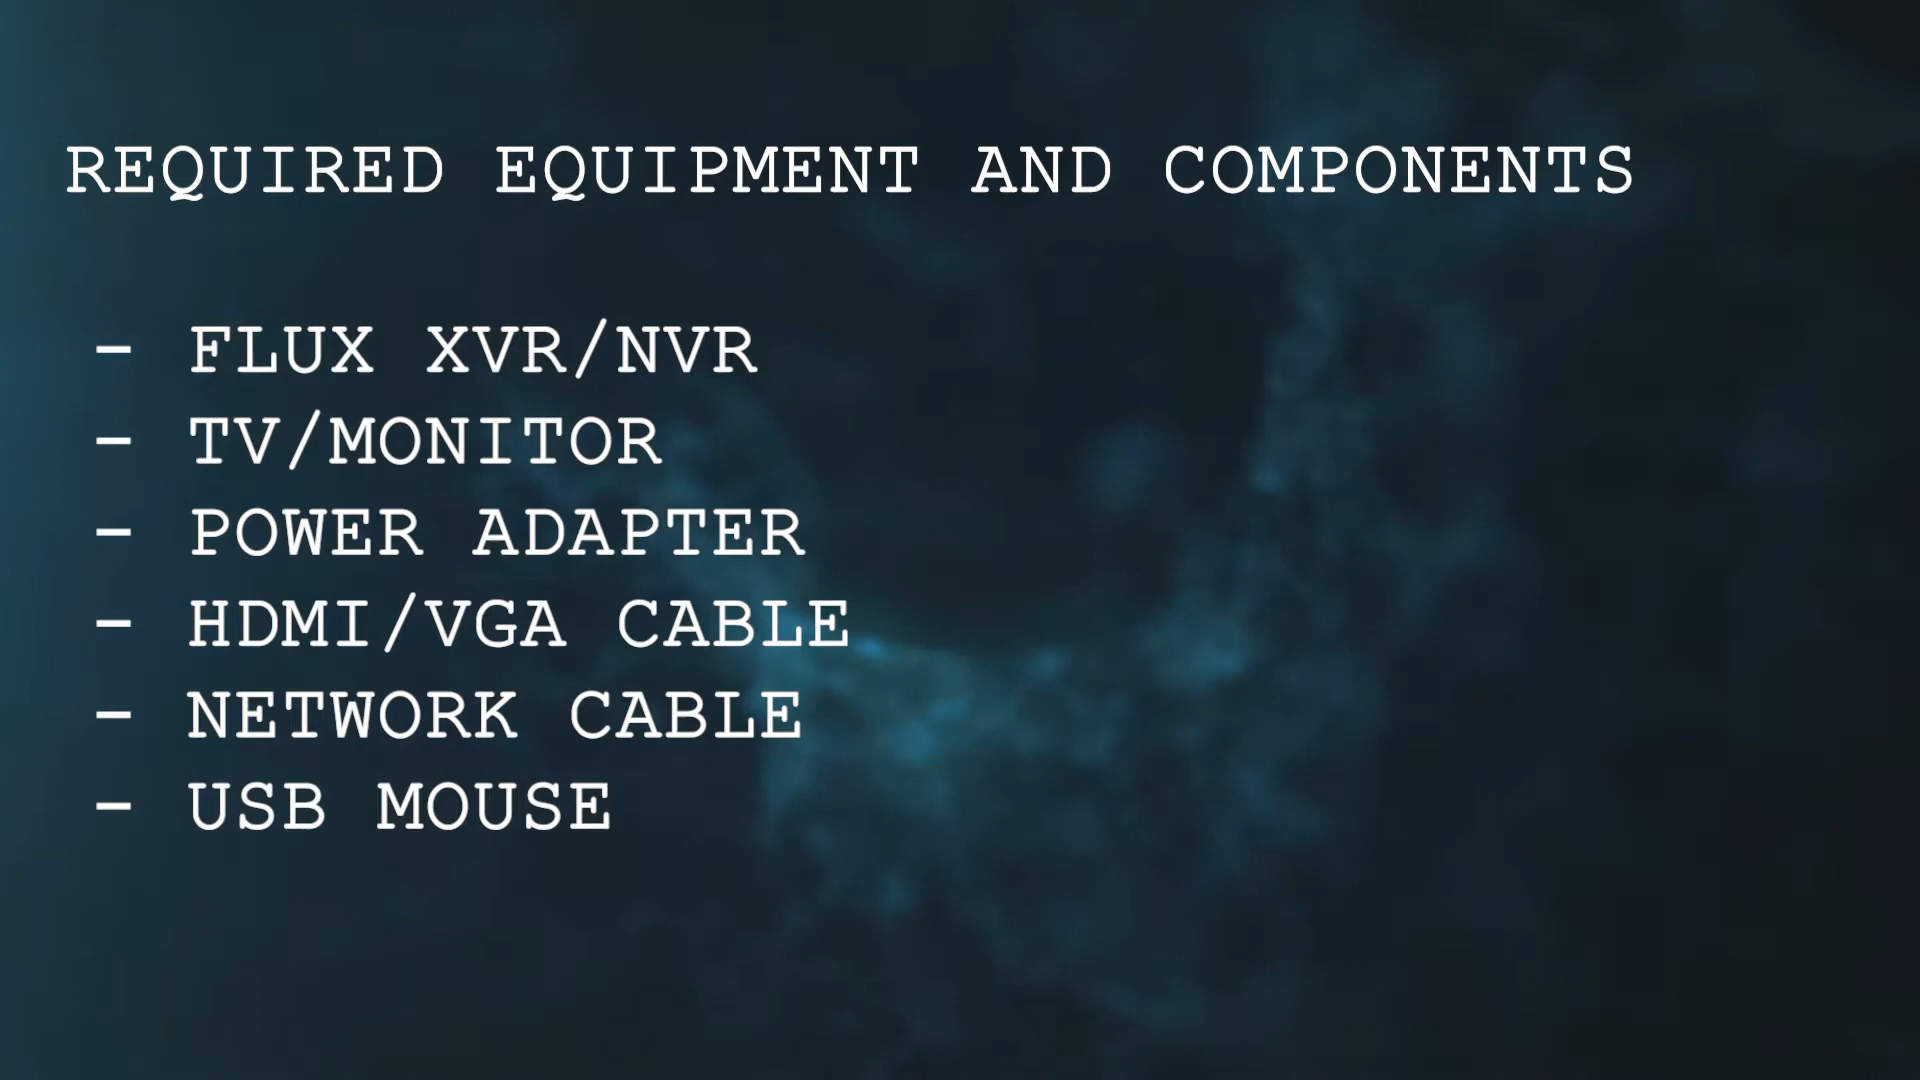 REQUIRED EQUIPMENT AND COMPONENTS
- FLUX XVR/NVR
- TV/MONITOR
- POWER ADAPTER
- HDMI/VGA CABLE
- NETWORK CABLE
- USB MOUSE